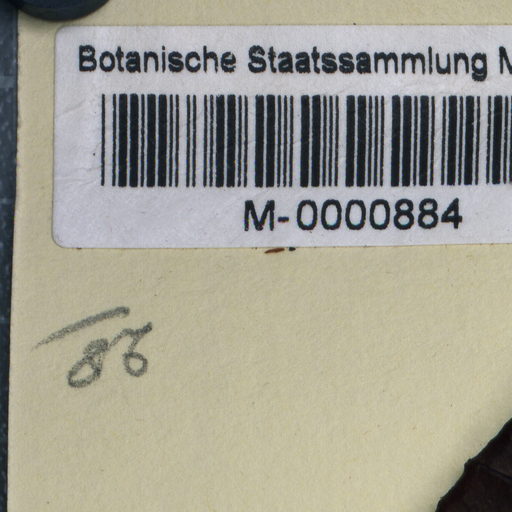 Botanische Staatssammlung M
M-0000884